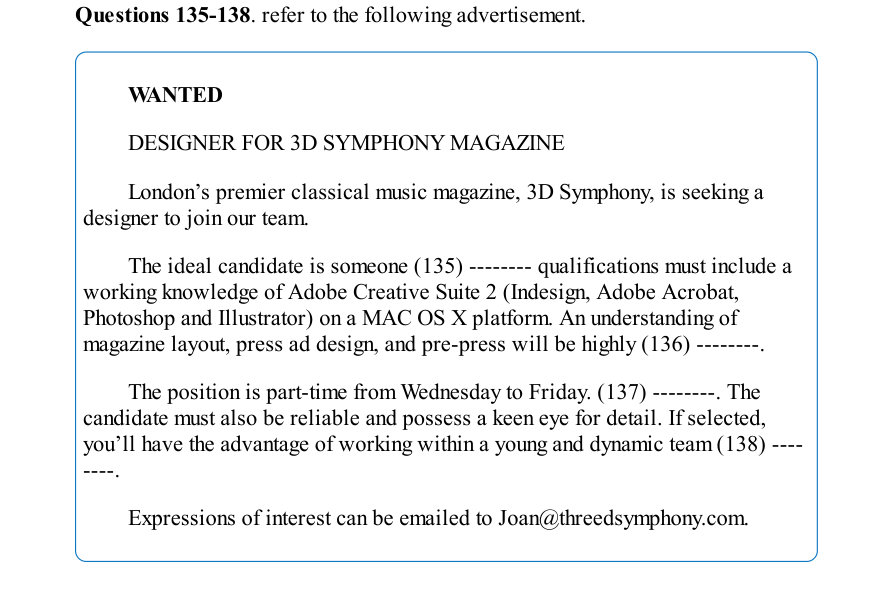 Questions 135-138. refer to the following advertisement.
WANTED
DESIGNER FOR 3D SYMPHONY MAGAZINE
London’s premier classical music magazine, 3D Symphony, is seeking a
designer to join our team.
The ideal candidate is someone (135) -------- qualifications must include a
working knowledge of Adobe Creative Suite 2 (Indesign, Adobe Acrobat,
Photoshop and Illustrator) on a MAC OS X platform. An understanding of
magazine layout, press ad design, and pre-press will be highly (136) --------.
The position is part-time from Wednesday to Friday. (137) --------. The
candidate must also be reliable and possess a keen eye for detail. If selected,
you’ll have the advantage of working within a young and dynamic team (138) ----
----.
Expressions of interest can be emailed to Joan@threedsymphony.com.